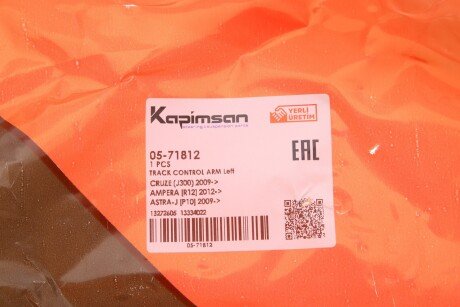 Kapimsan
steering & suspension parts
YERLİ
ÜRETİM
05-71812
1 PCS
TRACK CONTROL ARM Left
EAC
CRUZE (J300) 2009->
AMPERA [R12] 2012->
ASTRA-J [P10] 2009->
13272605 13334022
05-71812